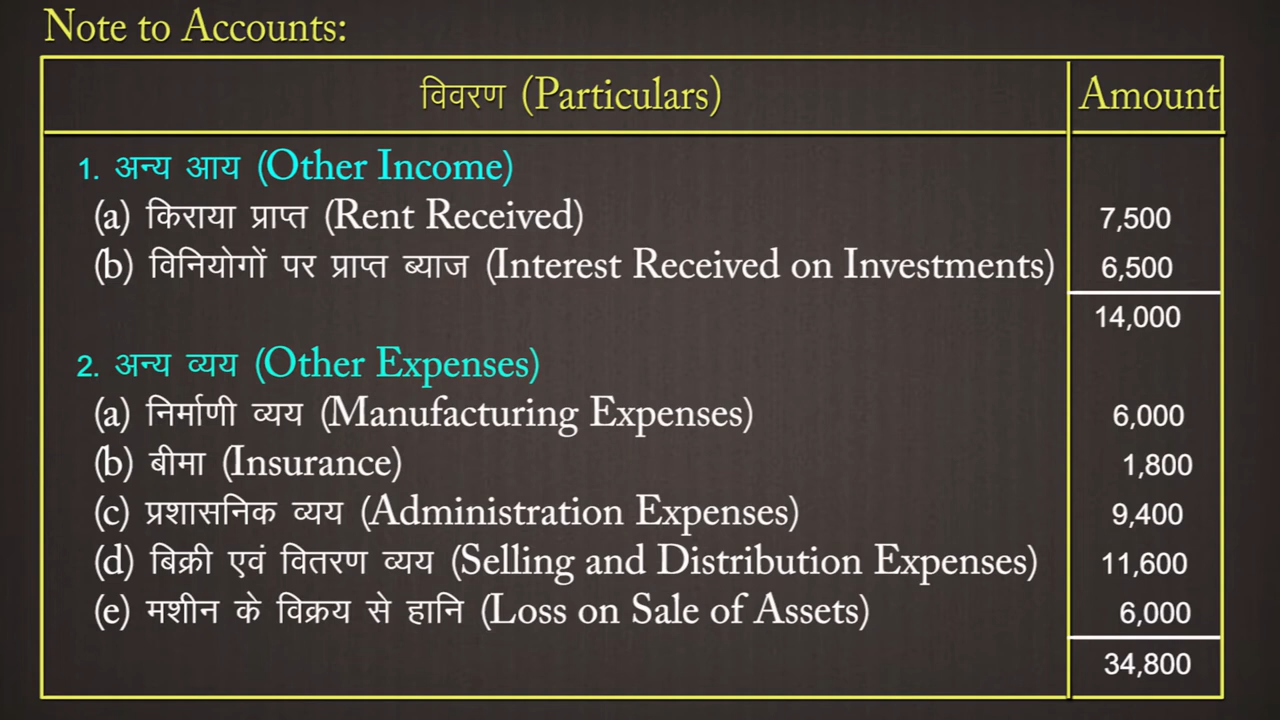 Note to Accounts:
विवरण (Particulars) Amount
1. अन्य आय (Other Income)
(a) किराया प्राप्त (Rent Received) 7,500
(b) विनियोगों पर प्राप्त ब्याज (Interest Received on Investments) 6,500
14,000
2. अन्य व्यय (Other Expenses)
(a) निर्माणी व्यय (Manufacturing Expenses) 6,000
(b) बीमा (Insurance) 1,800
(c) प्रशासनिक व्यय (Administration Expenses) 9,400
(d) बिक्री एवं वितरण व्यय (Selling and Distribution Expenses) 11,600
(e) मशीन के विक्रय से हानि (Loss on Sale of Assets) 6,000
34,800